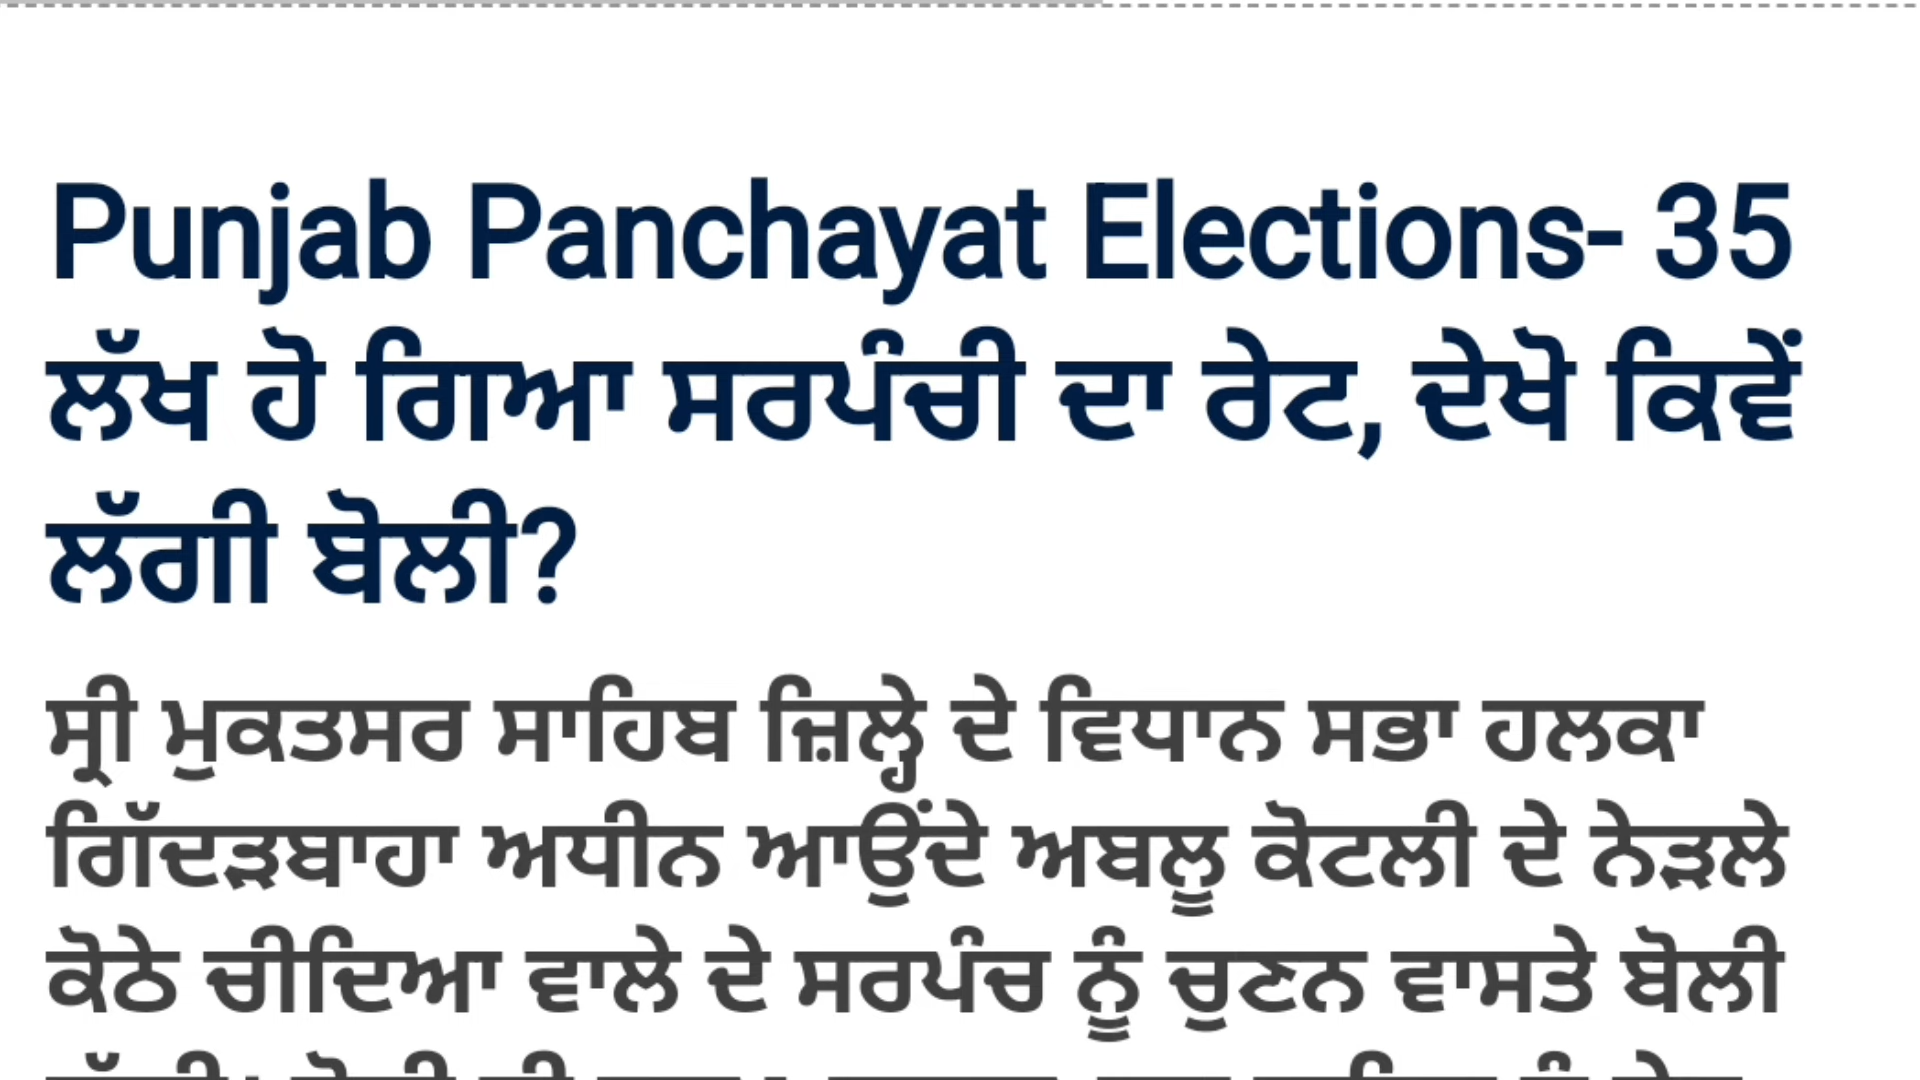 Punjab Panchayat Elections- 35
ਲੱਖ ਹੋ ਗਿਆ ਸਰਪੰਚੀ ਦਾ ਰੇਟ, ਦੇਖੋ ਕਿਵੇਂ
ਲੱਗੀ ਬੋਲੀ?
ਸ੍ਰੀ ਮੁਕਤਸਰ ਸਾਹਿਬ ਜ਼ਿਲ੍ਹੇ ਦੇ ਵਿਧਾਨ ਸਭਾ ਹਲਕਾ
ਗਿੱਦੜਬਾਹਾ ਅਧੀਨ ਆਉਂਦੇ ਅਬਲੂ ਕੋਟਲੀ ਦੇ ਨੇੜਲੇ
ਕੋਠੇ ਚੀਦਿਆ ਵਾਲੇ ਦੇ ਸਰਪੰਚ ਨੂੰ ਚੁਣਨ ਵਾਸਤੇ ਬੋਲੀ